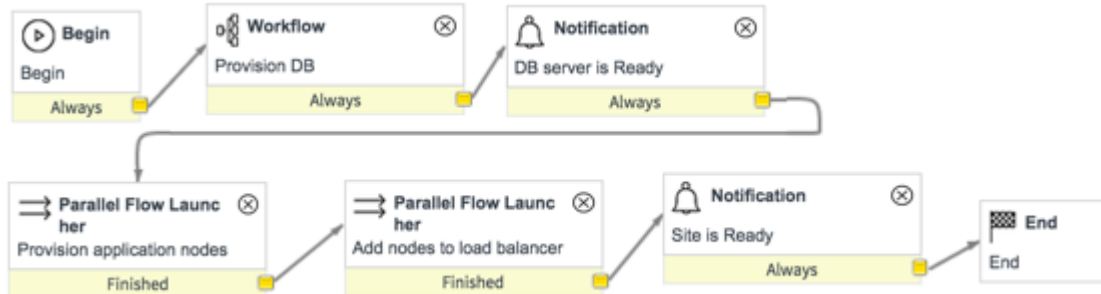 Begin
Begin
Always
Workflow
Provision DB
Always
Notification
DB server is Ready
Always
Parallel Flow Launc
her
Provision application nodes
Finished
Parallel Flow Launc
her
Add nodes to load balancer
Finished
Notification
Site is Ready
Always
End
End